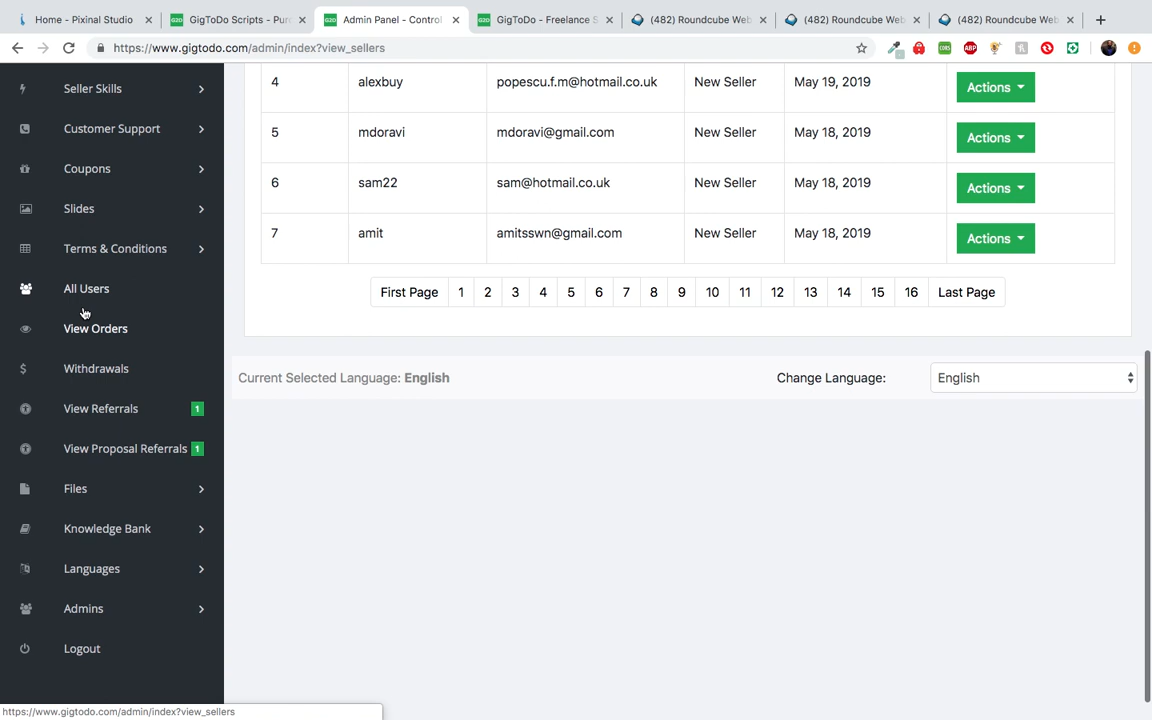 Home - Pixinal Studio
GigToDo Scripts - Pur
Admin Panel - Control
GigToDo - Freelance S
(482) Roundcube Web
(482) Roundcube Web
(482) Roundcube Web
https://www.gigtodo.com/admin/index?view_sellers
Seller Skills
Customer Support
Coupons
Slides
Terms & Conditions
All Users
View Orders
Withdrawals
View Referrals 1
View Proposal Referrals 1
Files
Knowledge Bank
Languages
Admins
Logout
4 alexbuy popescu.f.m@hotmail.co.uk New Seller May 19, 2019 Actions
5 mdoravi mdoravi@gmail.com New Seller May 18, 2019 Actions
6 sam22 sam@hotmail.co.uk New Seller May 18, 2019 Actions
7 amit amitsswn@gmail.com New Seller May 18, 2019 Actions
First Page 1 2 3 4 5 6 7 8 9 10 11 12 13 14 15 16 Last Page
Current Selected Language: English
Change Language: English
https://www.gigtodo.com/admin/index?view_sellers